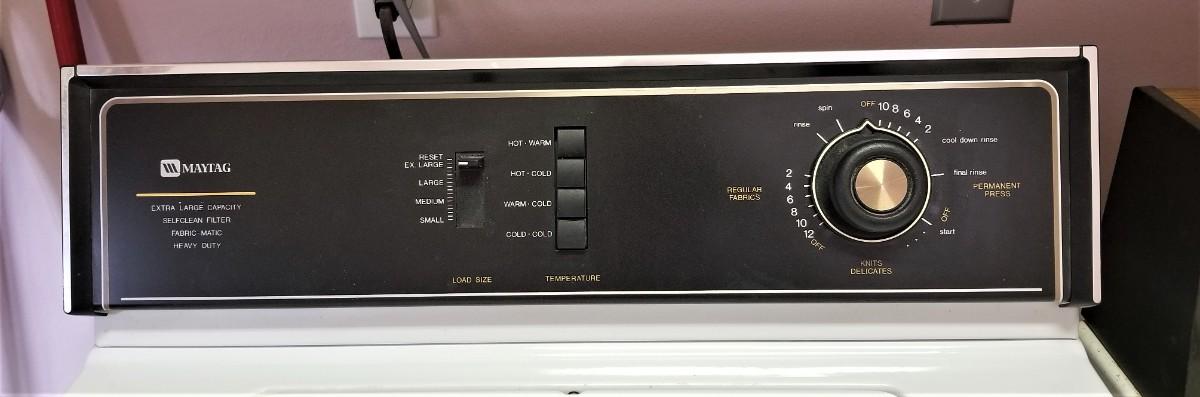 MAYTAG
EXTRA LARGE CAPACITY
SELFCLEAN FILTER
FABRIC-MATIC
HEAVY DUTY
RESET
EX. LARGE
LARGE
MEDIUM
SMALL
LOAD SIZE
HOT · WARM
HOT · COLD
WARM · COLD
COLD · COLD
TEMPERATURE
REGULAR
FABRICS
2
4
6
8
10
12
OFF
rinse
spin
OFF
10 8 6 4 2
cool down rinse
final rinse
PERMANENT
PRESS
OFF
start
KNITS
DELICATES